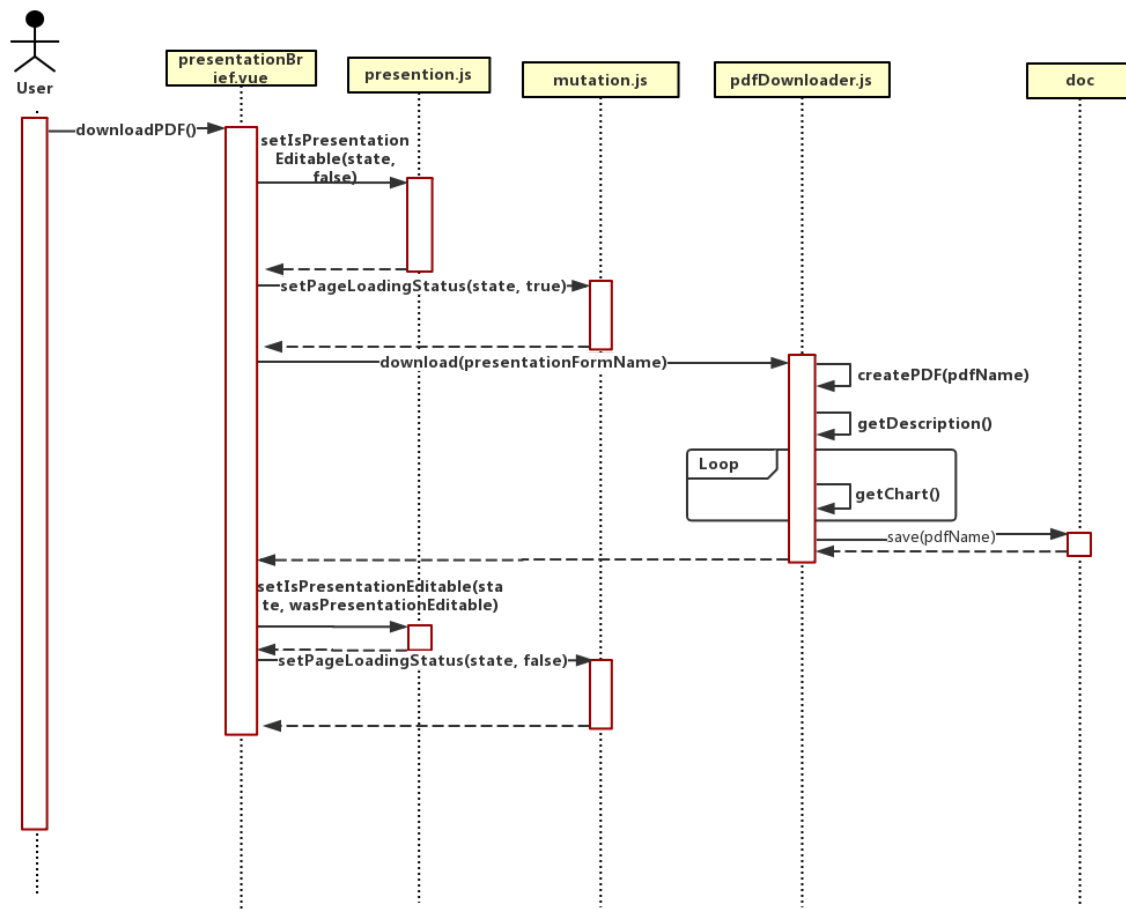 User
presentationBr
ief.vue
presention.js
mutation.js
pdfDownloader.js
doc
downloadPDF()
setIsPresentation
Editable(state,
false)
setPageLoadingStatus(state, true)
download(presentationFormName)
createPDF(pdfName)
getDescription()
Loop
getChart()
save(pdfName)
setIsPresentationEditable(sta
te, wasPresentationEditable)
setPageLoadingStatus(state, false)